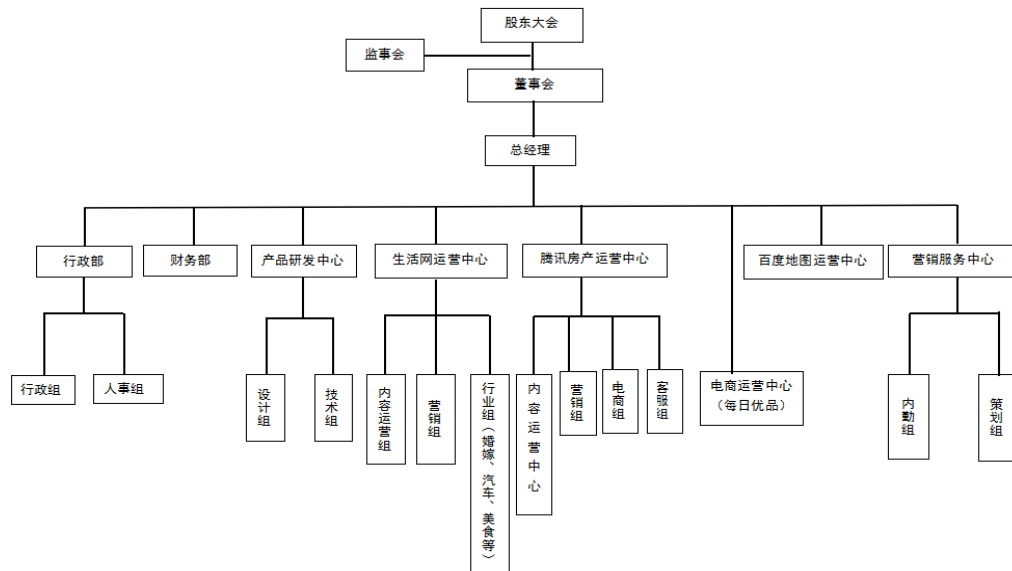 股东大会
监事会
董事会
总经理
行政部
财务部
产品研发中心
生活网运营中心
腾讯房产运营中心
百度地图运营中心
营销服务中心
行政组
人事组
设计组
技术组
内容运营组
营销组
行业组（婚嫁、汽车、美食等）
内容运营中心
营销组
电商组
客服组
电商运营中心
（每日优品）
内勤组
策划组